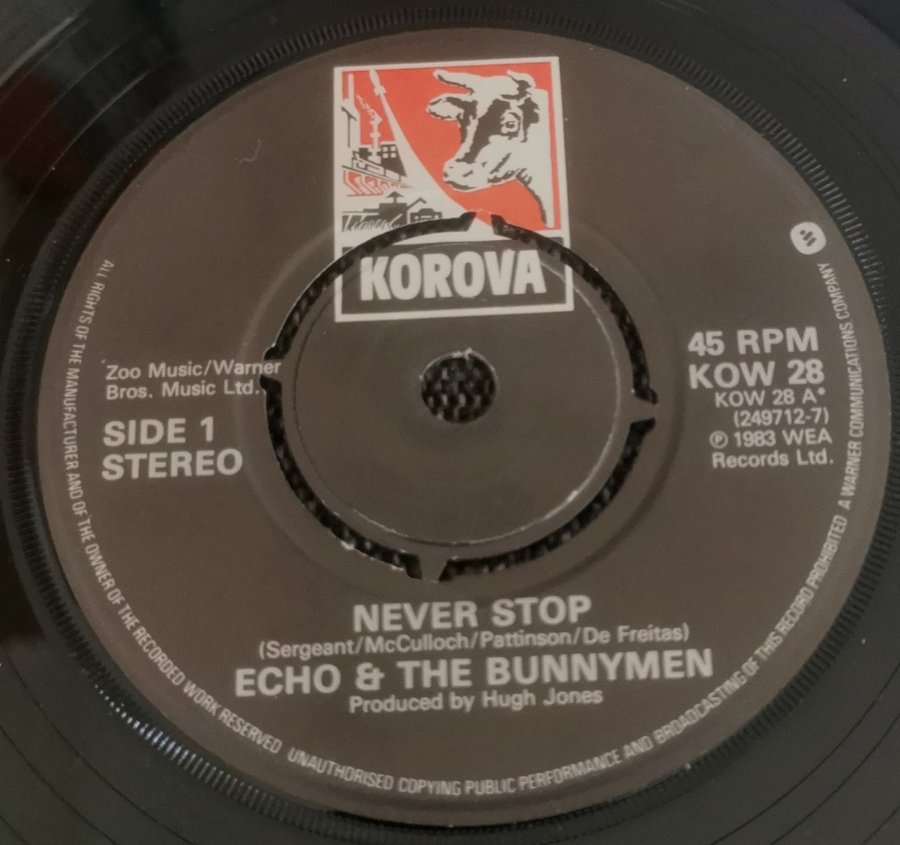 KOROVA
Zoo Music/Warner
Bros. Music Ltd.
SIDE 1
STEREO
45 RPM
KOW 28
KOW 28 A*
(249712-7)
℗ 1983 WEA
Records Ltd.
NEVER STOP
(Sergeant/McCulloch/Pattinson/De Freitas)
ECHO & THE BUNNYMEN
Produced by Hugh Jones
ALL RIGHTS OF THE MANUFACTURER AND OF THE OWNER OF THE RECORDED WORK RESERVED UNAUTHORISED COPYING PUBLIC PERFORMANCE AND BROADCASTING OF THIS RECORD PROHIBITED A WARNER COMMUNICATIONS COMPANY